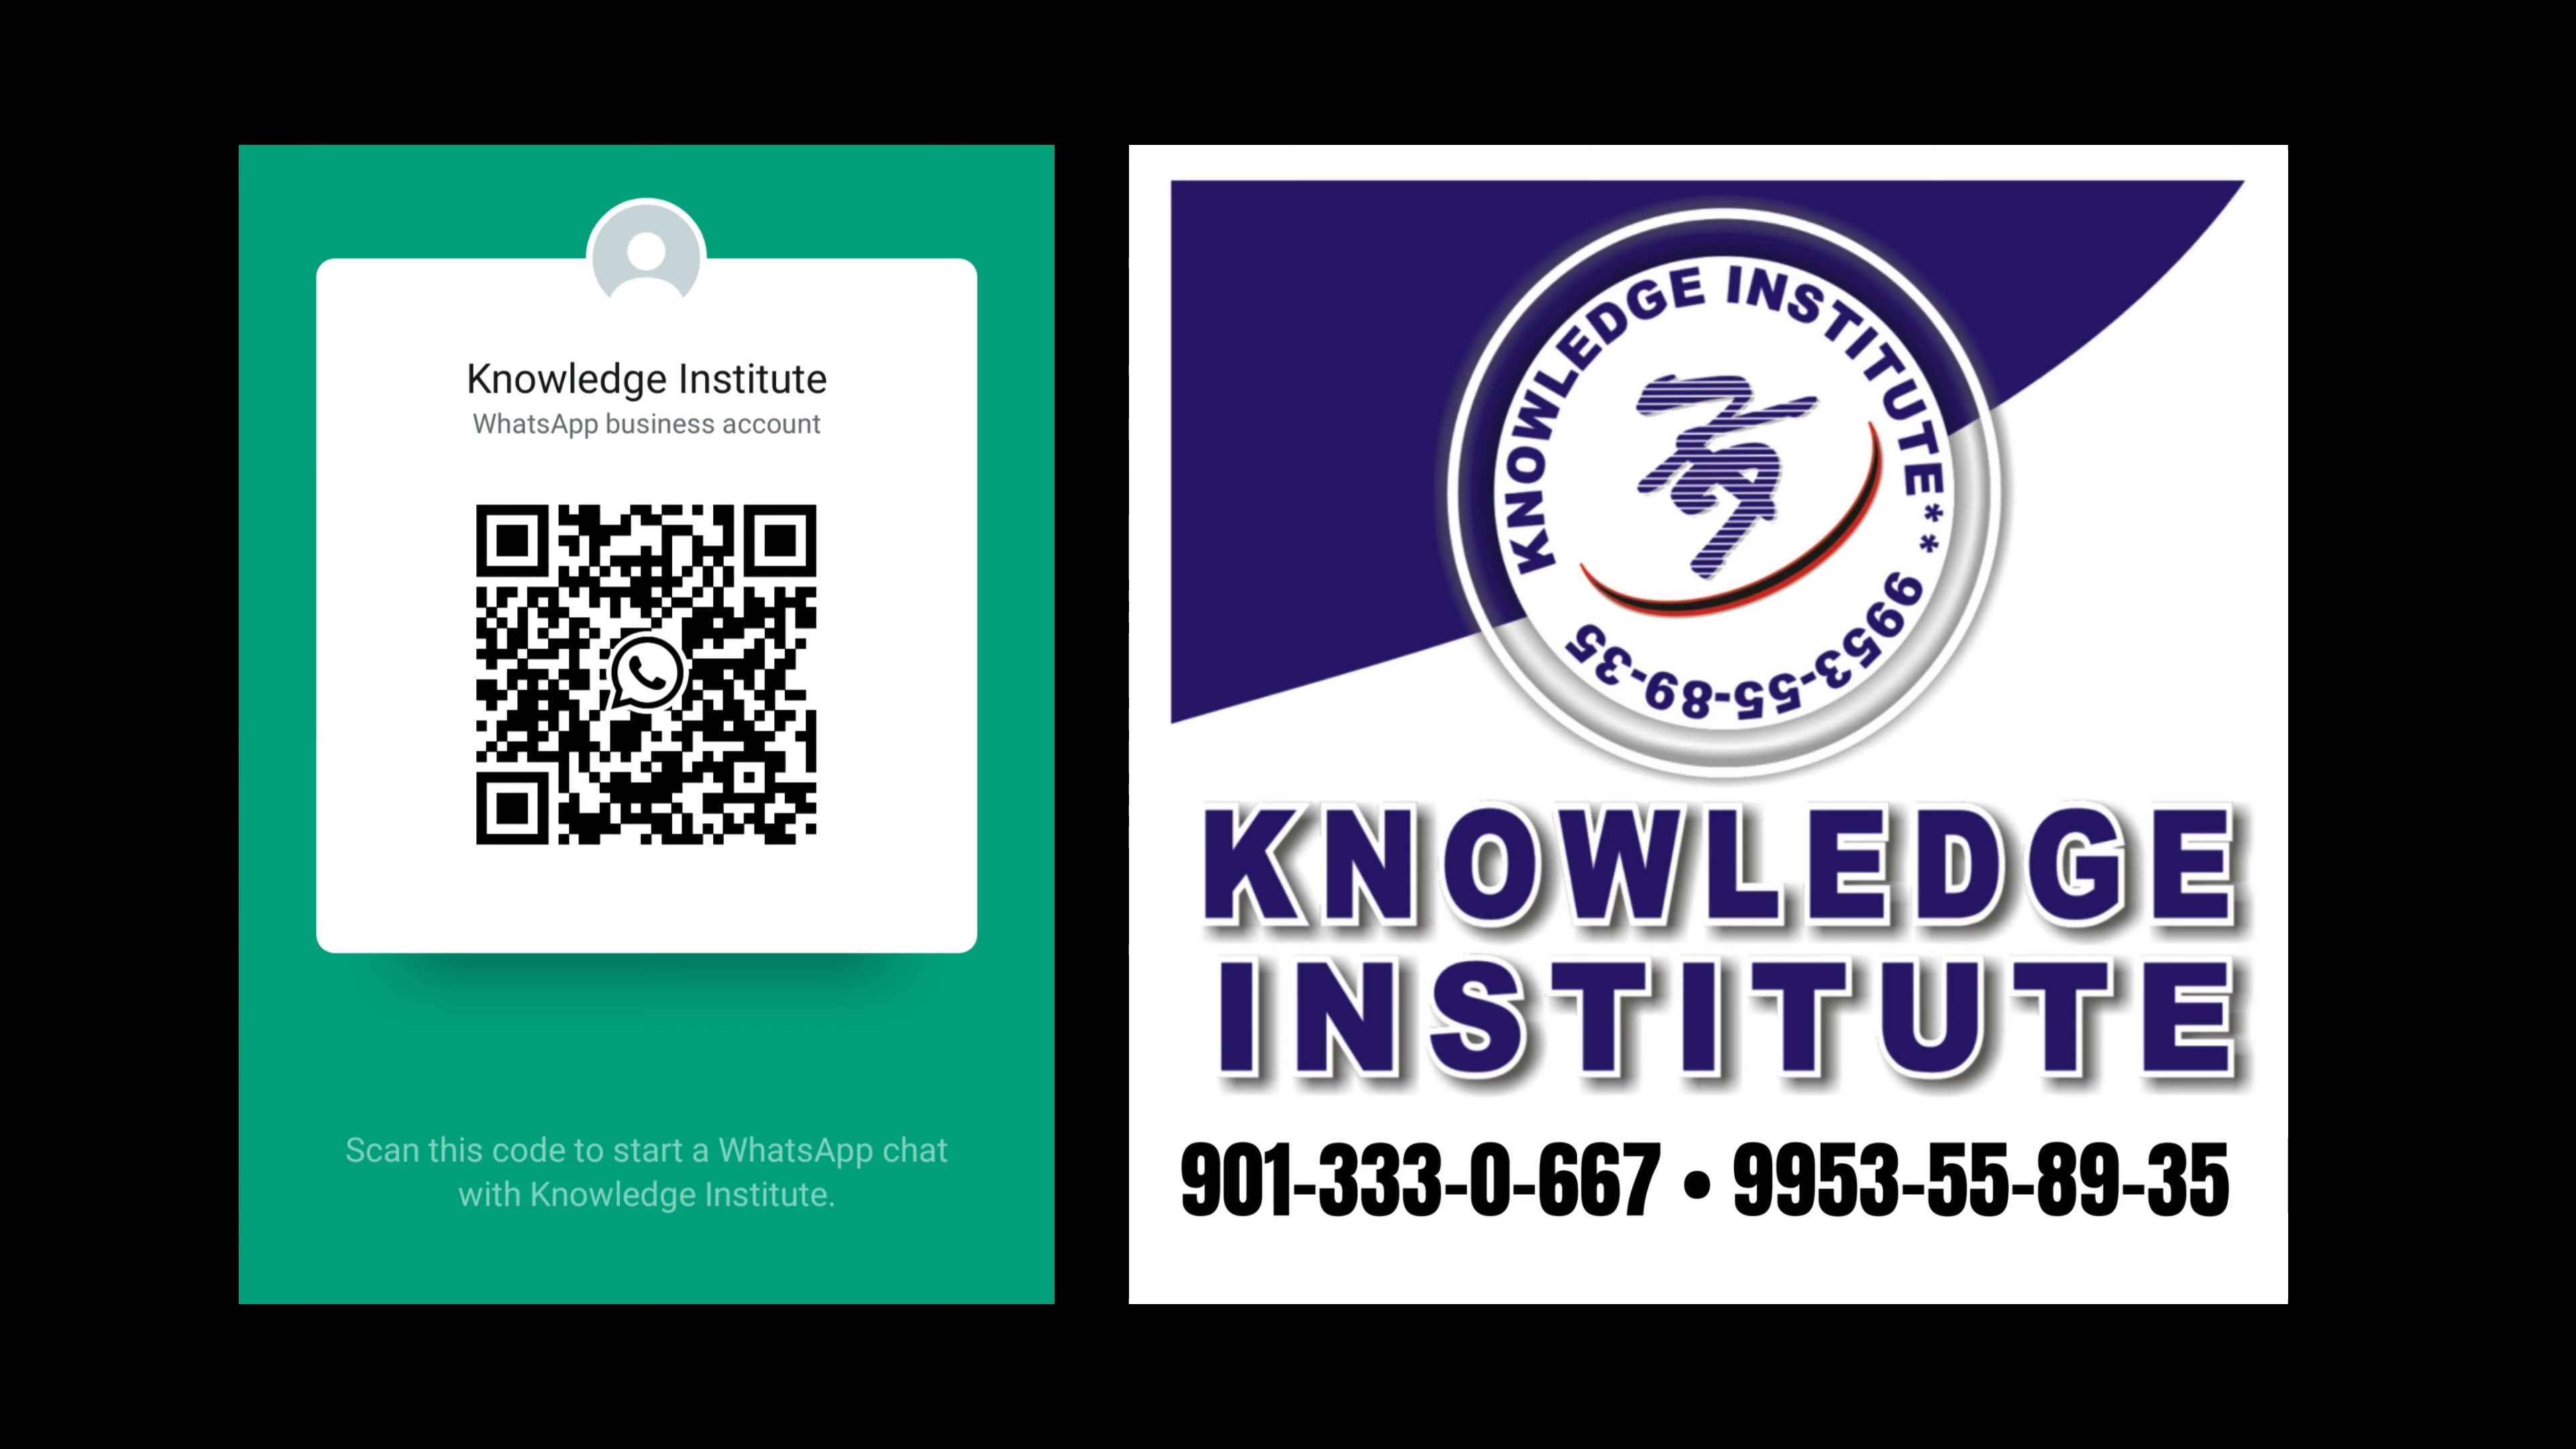 Knowledge Institute
WhatsApp business account
Scan this code to start a WhatsApp chat
with Knowledge Institute.
KNOWLEDGE INSTITUTE** 9953-55-89-35
KNOWLEDGE
INSTITUTE
901-333-0-667 • 9953-55-89-35